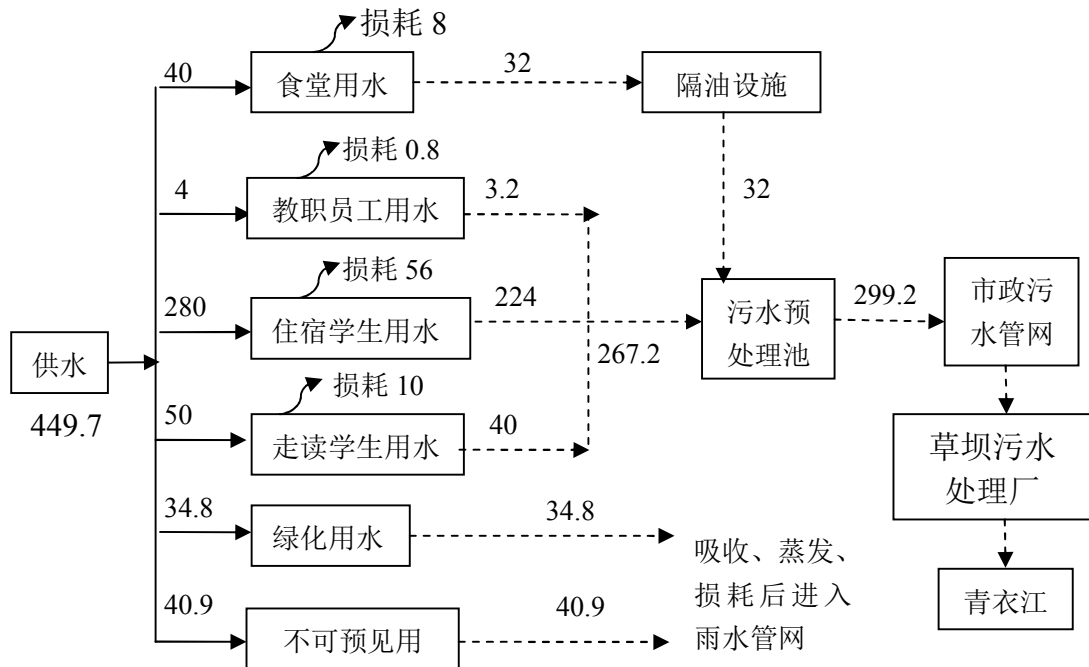 损耗 8
40
食堂用水
32
隔油设施
损耗 0.8
4
教职员工用水
3.2
32
损耗 56
280
住宿学生用水
224
污水预
处理池
299.2
市政污
水管网
供水
449.7
267.2
损耗 10
50
走读学生用水
40
草坝污水
处理厂
34.8
绿化用水
34.8
吸收、蒸发、
损耗后进入
雨水管网
青衣江
40.9
不可预见用
40.9